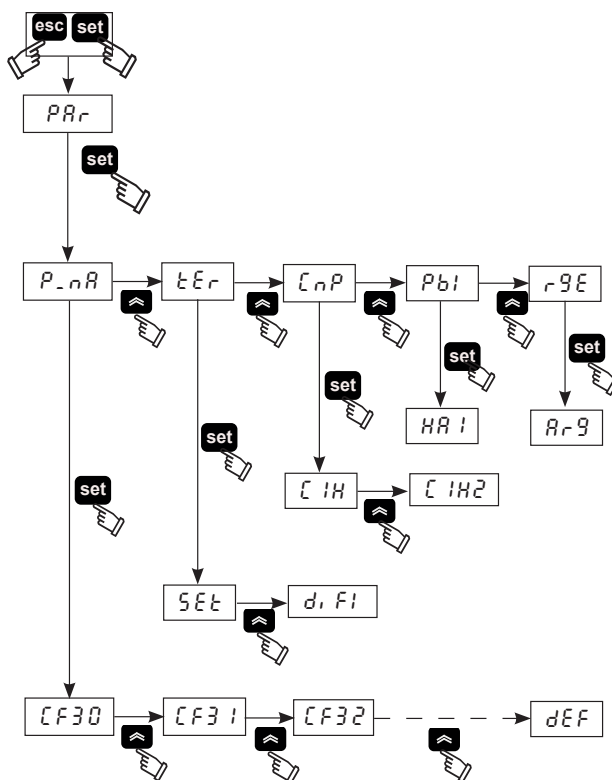 esc set
PAr
set
P_nA tEr CnP Pb1 rgE
set set set
HA1 Arg
set
set
C1H C1H2
SEt diF1
CF30 CF31 CF32 dEF